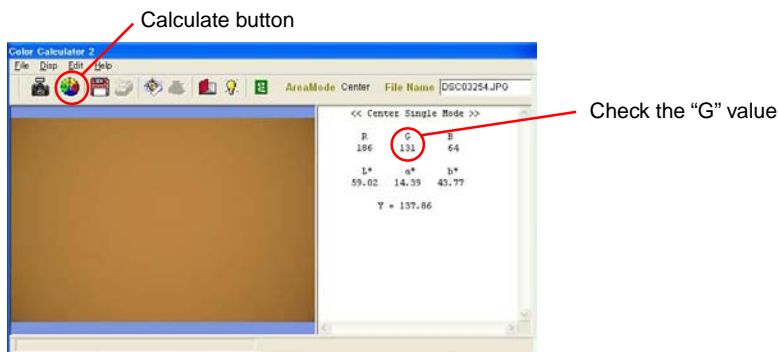 Calculate button
Color Calculator 2
File Disp Edit Help
AreaMode Center File Name DSC03254.JPG
<< Center Single Mode >>
Check the “G” value
R G B
186 131 64
L* a* b*
59.02 14.39 43.77
Y = 137.86